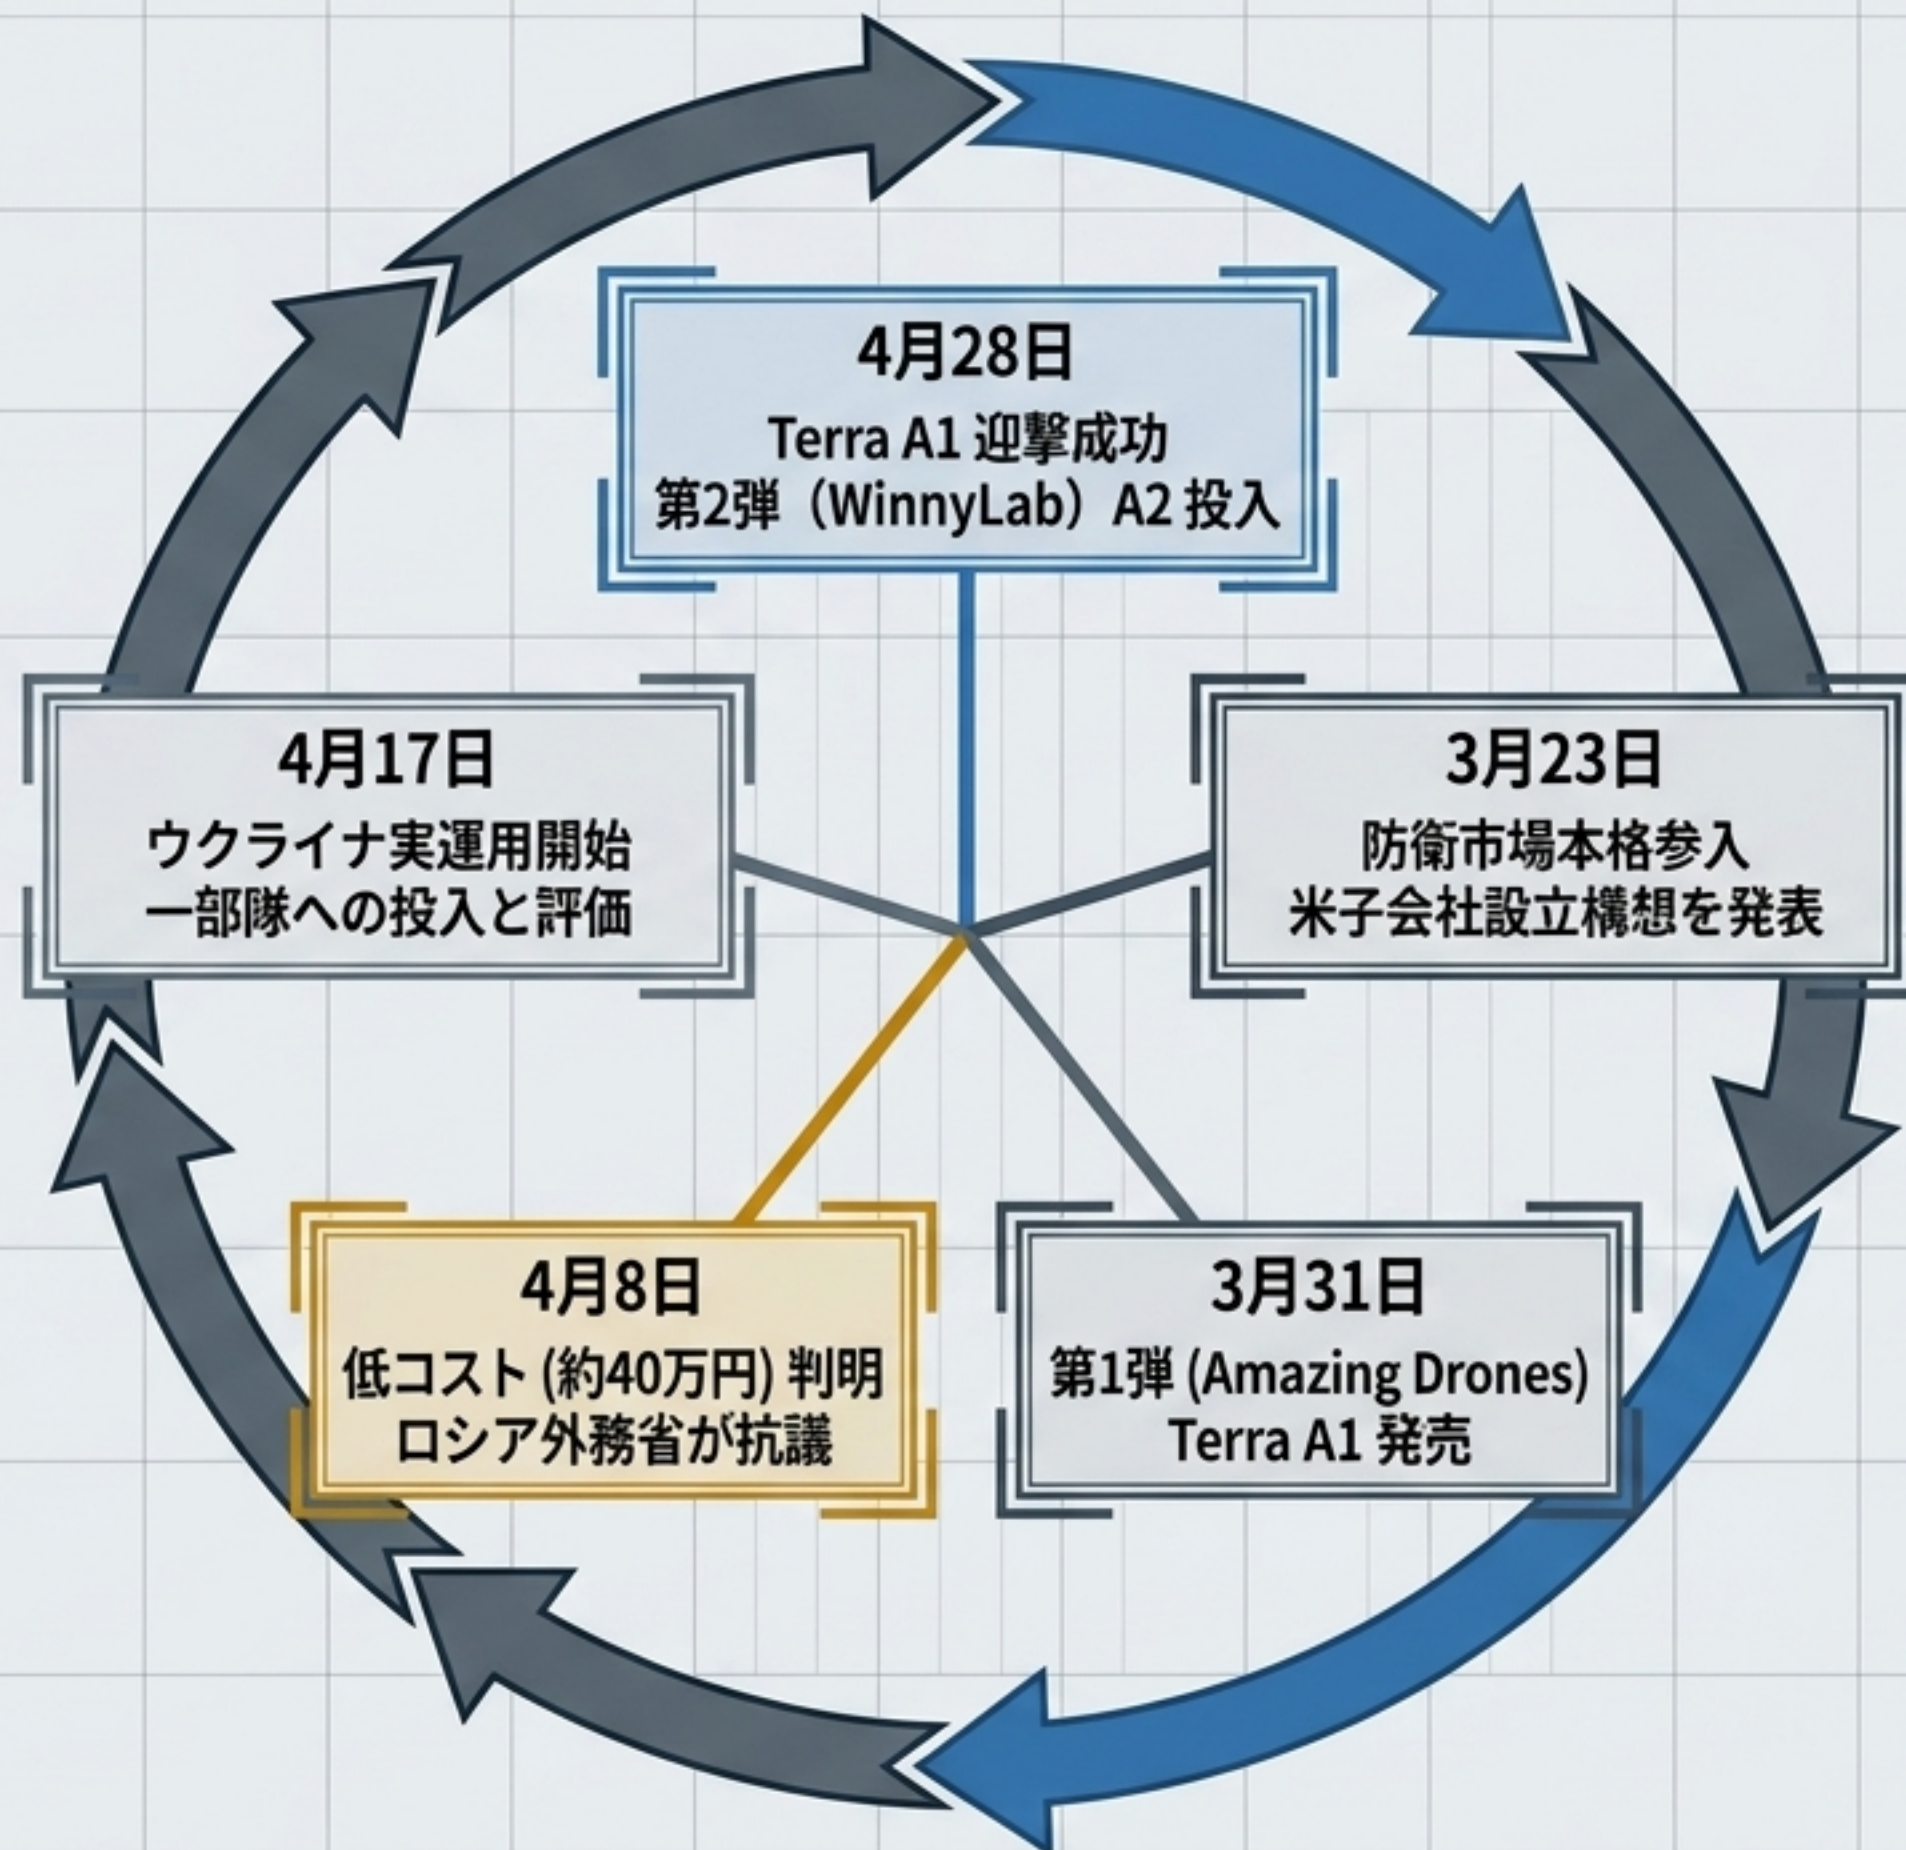 4月28日
Terra A1 迎撃成功
第2弾（WinnyLab）A2 投入
4月17日
ウクライナ実運用開始
一部隊への投入と評価
3月23日
防衛市場本格参入
米子会社設立構想を発表
4月8日
低コスト (約40万円) 判明
ロシア外務省が抗議
3月31日
第1弾 (Amazing Drones)
Terra A1 発売